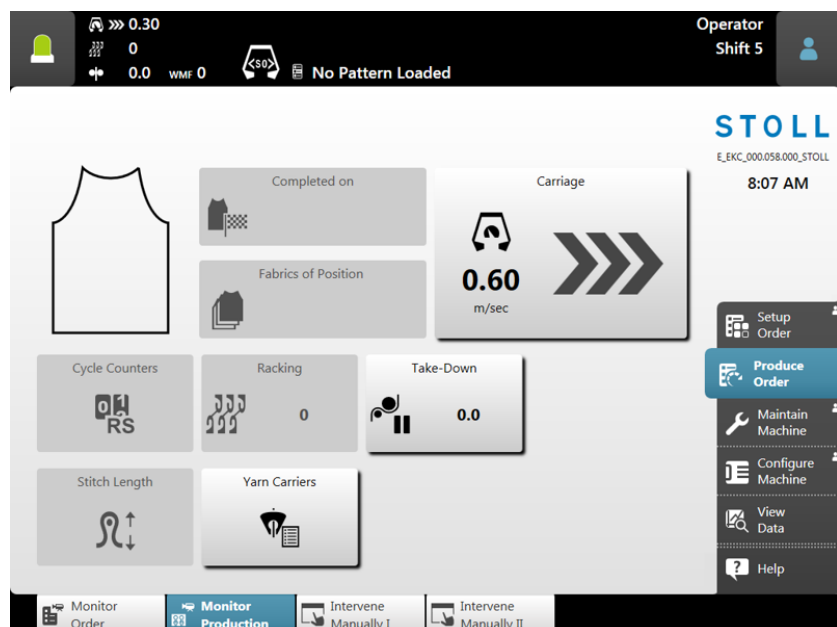 0.30
0
0.0 WMF 0
<SO>
No Pattern Loaded
Operator
Shift 5
STOLL
E_EKC_000.058.000_STOLL
8:07 AM
Completed on
Fabrics of Position
Carriage
0.60
m/sec
Cycle Counters
RS
Racking
0
Take-Down
0.0
Stitch Length
Yarn Carriers
Setup
Order
Produce
Order
Maintain
Machine
Configure
Machine
View
Data
? Help
Monitor
Order
Monitor
Production
Intervene
Manually I
Intervene
Manually II